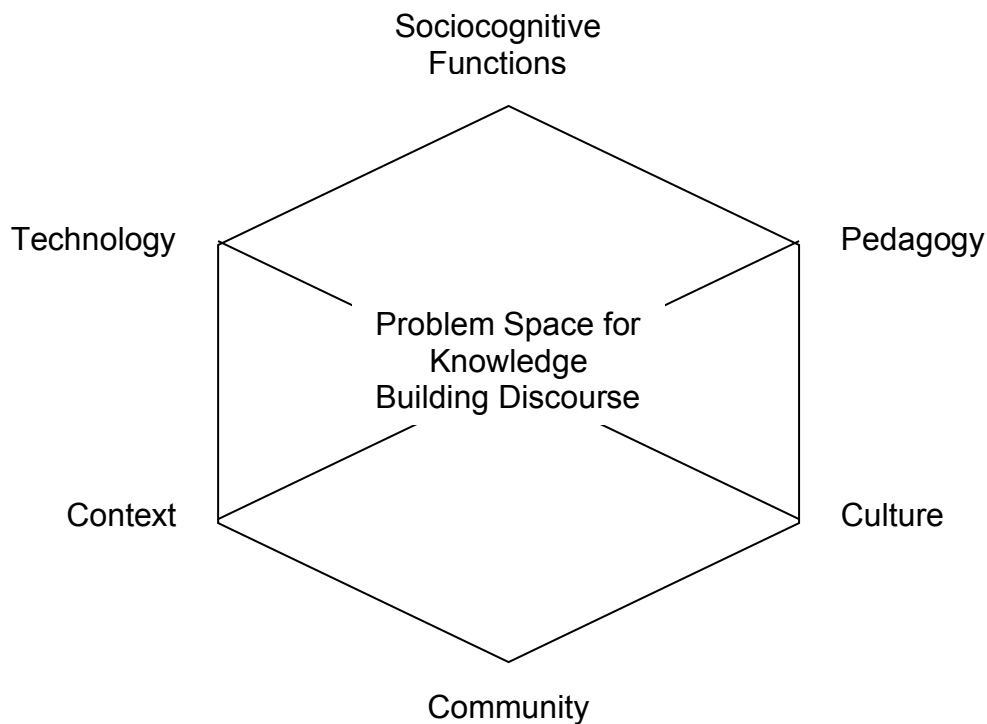 Sociocognitive
Functions
Technology
Pedagogy
Problem Space for
Knowledge
Building Discourse
Context
Culture
Community